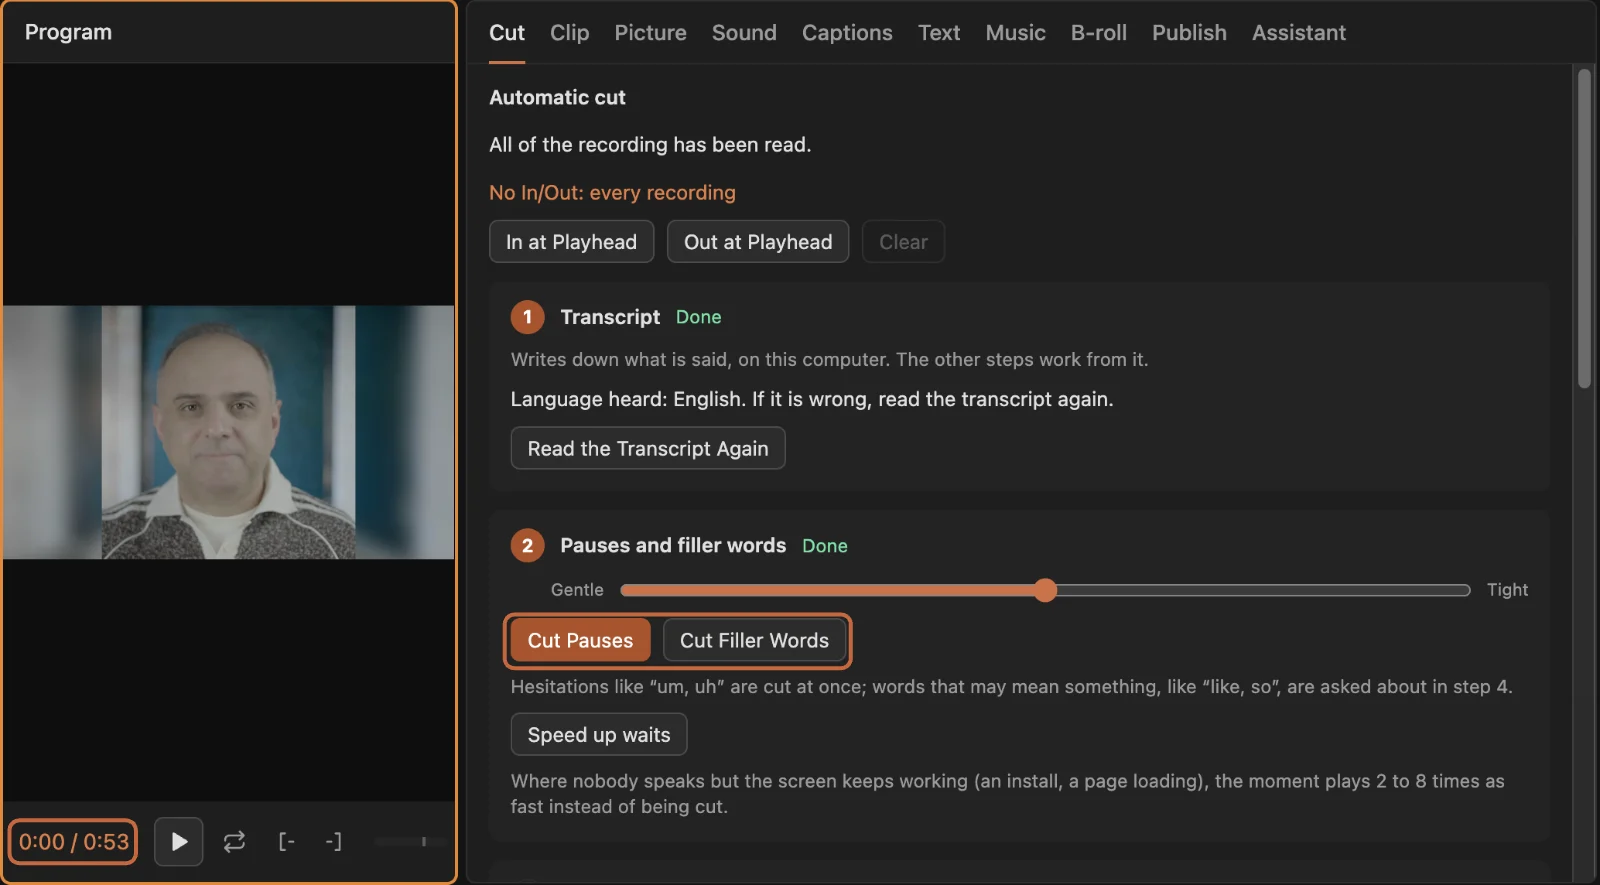 Program
Cut Clip Picture Sound Captions Text Music B-roll Publish Assistant
Automatic cut
All of the recording has been read.
No In/Out: every recording
In at Playhead Out at Playhead Clear
1 Transcript Done
Writes down what is said, on this computer. The other steps work from it.
Language heard: English. If it is wrong, read the transcript again.
Read the Transcript Again
2 Pauses and filler words Done
Gentle Tight
Cut Pauses Cut Filler Words
Hesitations like “um, uh” are cut at once; words that may mean something, like “like, so”, are asked about in step 4.
Speed up waits
Where nobody speaks but the screen keeps working (an install, a page loading), the moment plays 2 to 8 times as
fast instead of being cut.
0:00 / 0:53